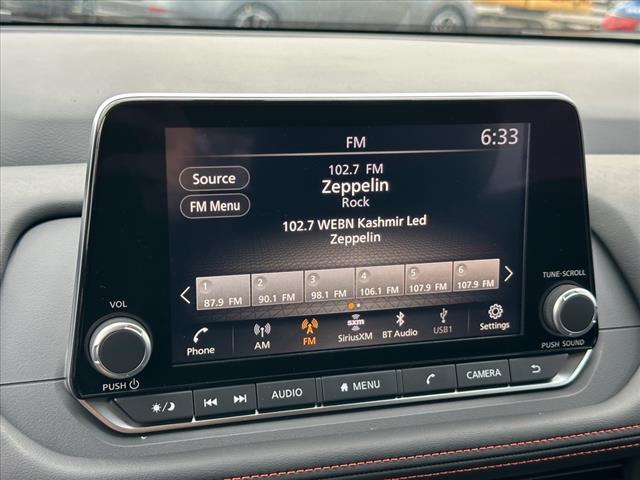 FM
6:33
102.7 FM
Source
Zeppelin
FM Menu
Rock
102.7 WEBN Kashmir Led
Zeppelin
1
2
3
4
5
6
87.9 FM
90.1 FM
98.1 FM
106.1 FM
107.9 FM
107.9 FM
sxm
Phone
AM
FM
SiriusXM
BT Audio
USB1
Settings
VOL
PUSH
TUNE·SCROLL
PUSH SOUND
AUDIO
MENU
CAMERA